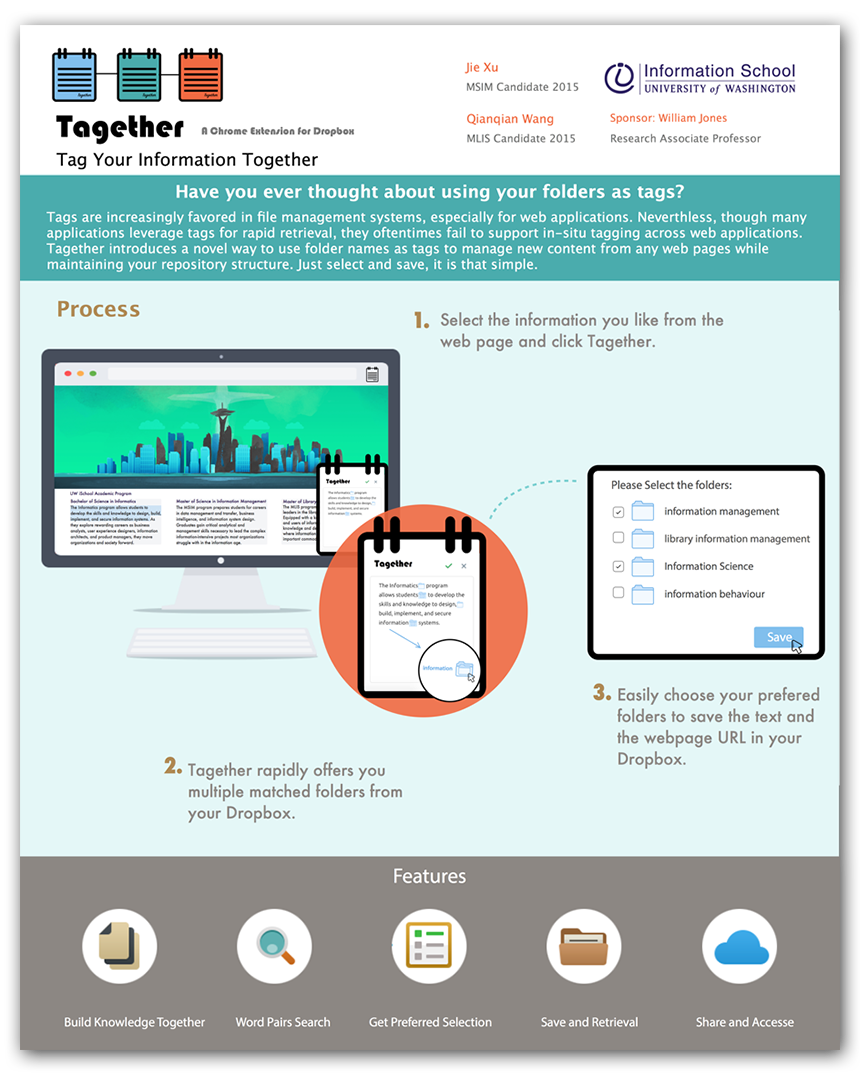 Tagether
A Chrome Extension for Dropbox
Tag Your Information Together
Jie Xu
MSIM Candidate 2015
Qianqian Wang
MLIS Candidate 2015
Information School
UNIVERSITY of WASHINGTON
Sponsor: William Jones
Research Associate Professor
Have you ever thought about using your folders as tags?
Tags are increasingly favored in file management systems, especially for web applications. Neverthless, though many
applications leverage tags for rapid retrieval, they oftentimes fail to support in-situ tagging across web applications.
Tagether introduces a novel way to use folder names as tags to manage new content from any web pages while
maintaining your repository structure. Just select and save, it is that simple.
Process
1. Select the information you like from the
web page and click Tagether.
UW iSchool Academic Program
Bachelor of Science in Informatics
The Informatics program allows students to
develop the skills and knowledge to design, build,
implement, and secure information systems. As
they explore rewarding careers as business
analysts, user experience designers, information
architects, and product managers, they move
organizations and society forward.
Master of Science in Information Management
The MSIM program prepares students for careers
in data management and transfer, business
intelligence, and information system design.
Graduates gain critical analytical and
management skills necessary to lead the complex
information-intensive projects most organizations
struggle with in the information age.
Master of Library
The MLIS program
leaders in the library
Equipped with a
and users of information
knowledge and
where information
important
Tagether
The Informatics program
allows students to develop the
skills and knowledge to design,
build, implement, and secure
information systems.
Tagether
The Informatics program
allows students to develop the
skills and knowledge to design,
build, implement, and secure
information systems.
information
Please Select the folders:
information management
library information management
Information Science
information behaviour
Save
3. Easily choose your prefered
folders to save the text and
the webpage URL in your
Dropbox.
2. Tagether rapidly offers you
multiple matched folders from
your Dropbox.
Features
Build Knowledge Together
Word Pairs Search
Get Preferred Selection
Save and Retrieval
Share and Accesse